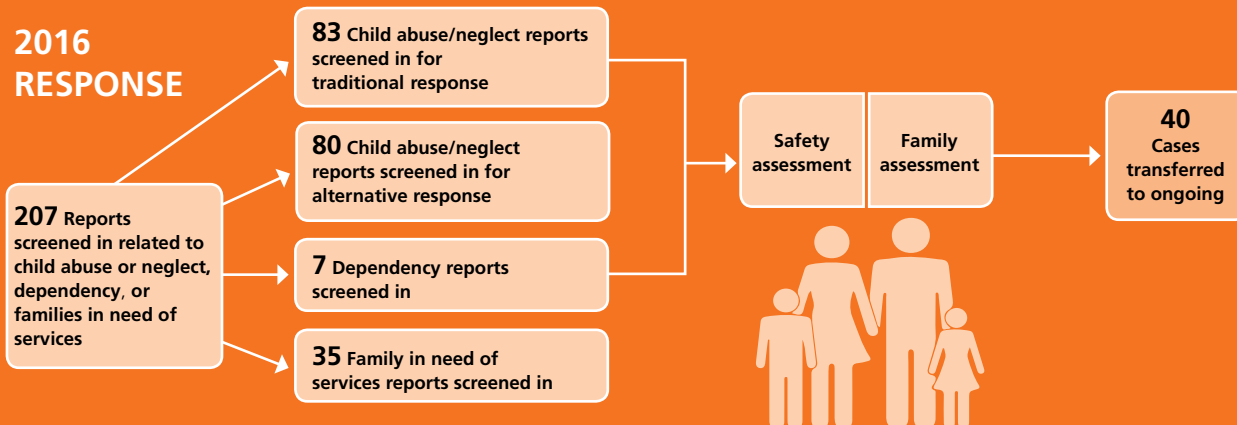 2016
RESPONSE
207 Reports
screened in related to
child abuse or neglect,
dependency, or
families in need of
services
83 Child abuse/neglect reports
screened in for
traditional response
80 Child abuse/neglect
reports screened in for
alternative response
7 Dependency reports
screened in
35 Family in need of
services reports screened in
Safety
assessment
Family
assessment
40
Cases
transferred
to ongoing